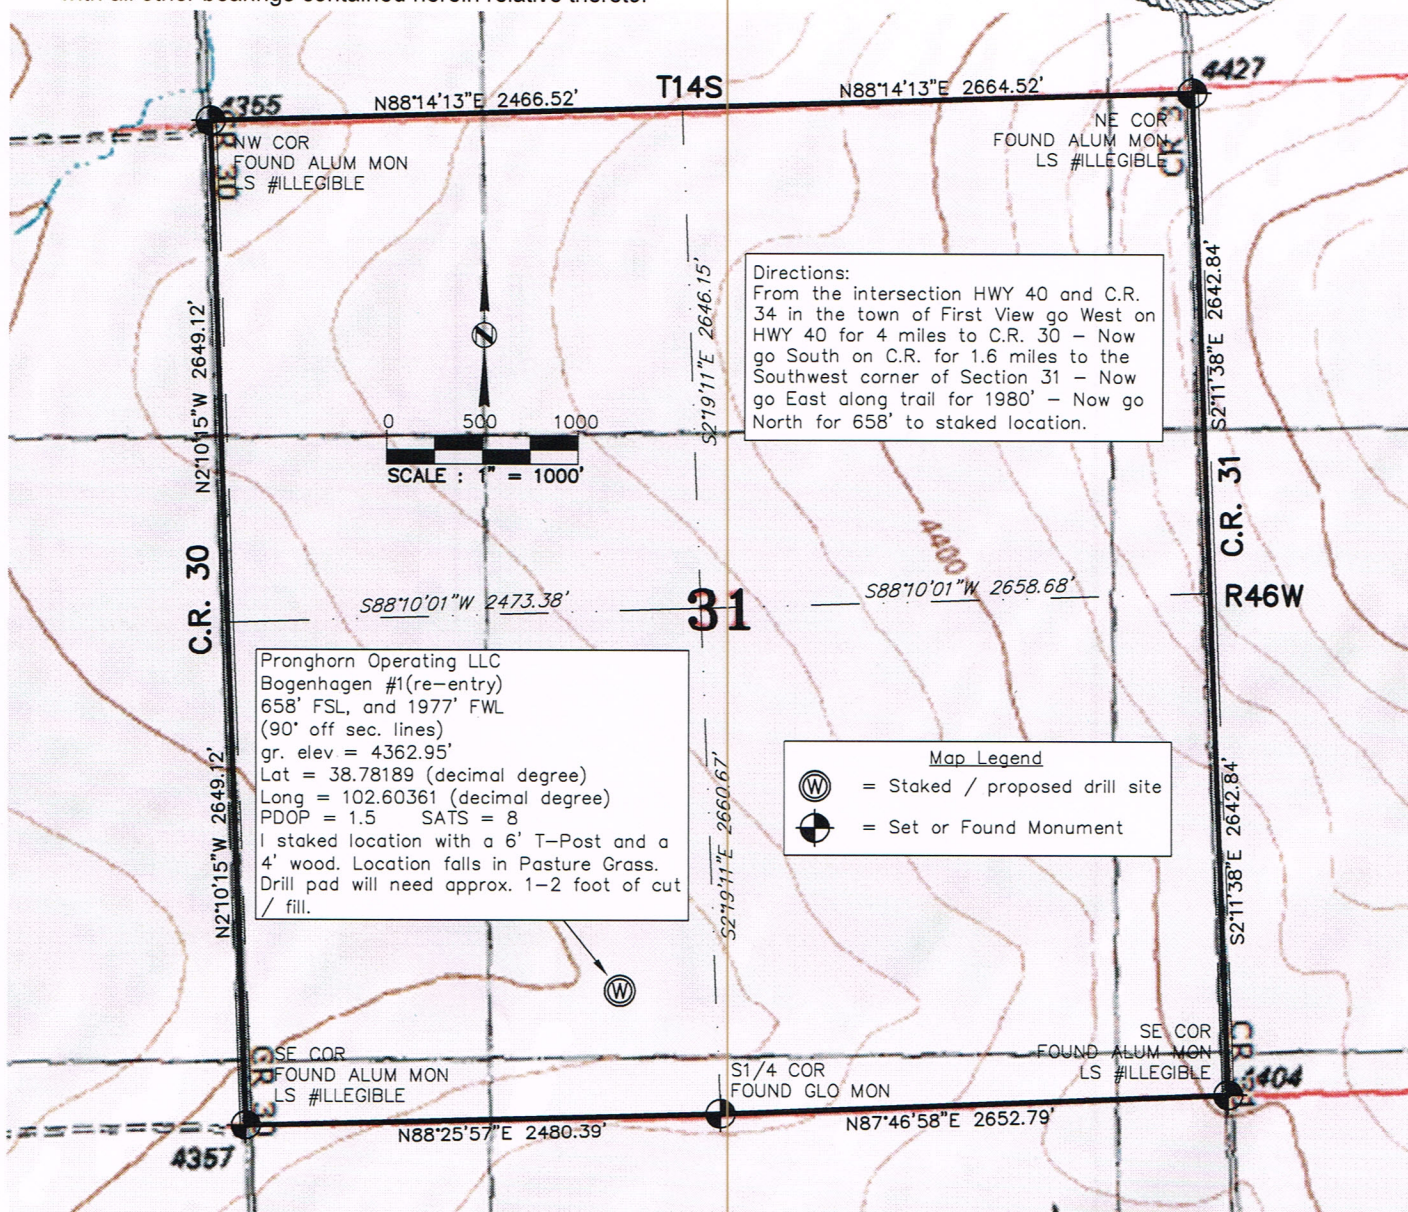 with all other bearings contained herein relative thereto.
4355
N88°14'13"E 2466.52'
T14S
N88°14'13"E 2664.52'
4427
NW COR
FOUND ALUM MON
LS #ILLEGIBLE
CR 30
NE COR
FOUND ALUM MON
LS #ILLEGIBLE
N2°10'15"W 2649.12'
S2°19'11"E 2646.15'
S2°11'38"E 2642.84'
Directions:
From the intersection HWY 40 and C.R.
34 in the town of First View go West on
HWY 40 for 4 miles to C.R. 30 – Now
go South on C.R. for 1.6 miles to the
Southwest corner of Section 31 – Now
go East along trail for 1980' – Now go
North for 658' to staked location.
N
0 500 1000
SCALE : 1" = 1000'
C.R. 30
C.R. 31
4400
S88°10'01"W 2473.38'
31
S88°10'01"W 2658.68'
R46W
Pronghorn Operating LLC
Bogenhagen #1(re-entry)
658' FSL, and 1977' FWL
(90° off sec. lines)
gr. elev = 4362.95'
Lat = 38.78189 (decimal degree)
Long = 102.60361 (decimal degree)
PDOP = 1.5 SATS = 8
I staked location with a 6' T-Post and a
4' wood. Location falls in Pasture Grass.
Drill pad will need approx. 1-2 foot of cut
/ fill.
Map Legend
W = Staked / proposed drill site
= Set or Found Monument
N2°10'15"W 2649.12'
S2°19'11"E 2660.67'
S2°11'38"E 2642.84'
W
SE COR
FOUND ALUM MON
LS #ILLEGIBLE
CR 30
S1/4 COR
FOUND GLO MON
SE COR
FOUND ALUM MON
LS #ILLEGIBLE
4404
N88°25'57"E 2480.39'
N87°46'58"E 2652.79'
4357